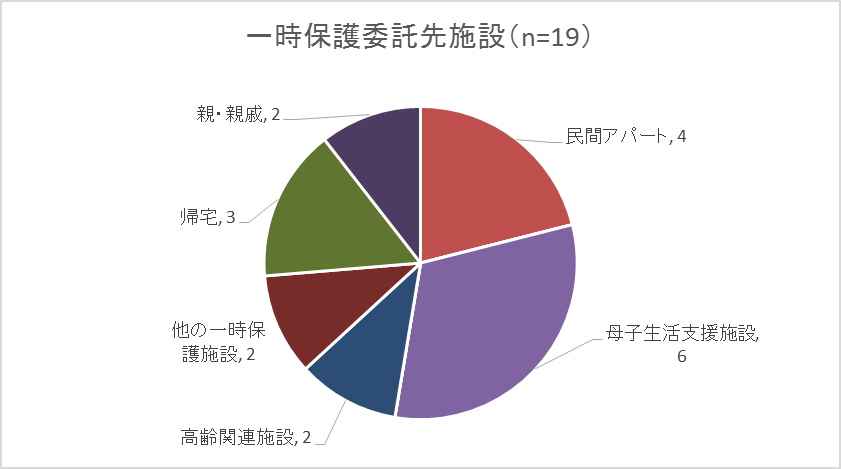 一時保護委託先施設（n=19）
親・親戚, 2
民間アパート, 4
帰宅, 3
他の一時保
護施設, 2
母子生活支援施設,
6
高齢関連施設, 2